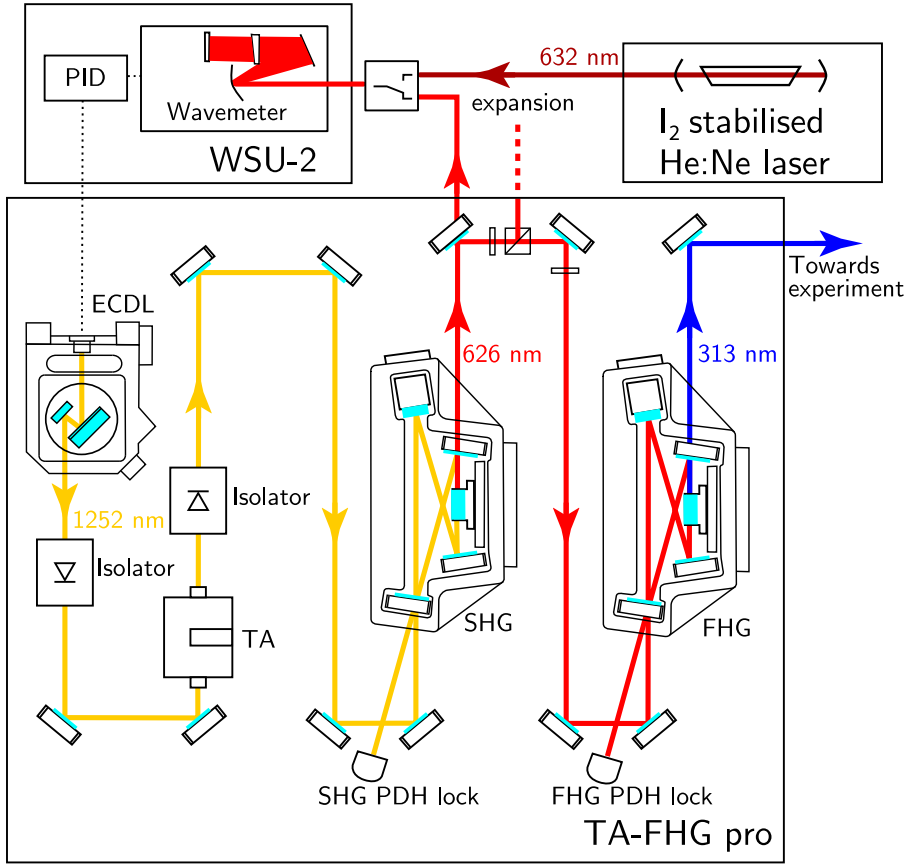 PID
Wavemeter
WSU-2
632 nm
expansion
I₂ stabilised
He:Ne laser
ECDL
Towards
experiment
626 nm
313 nm
Isolator
1252 nm
Isolator
TA
SHG
FHG
SHG PDH lock
FHG PDH lock
TA-FHG pro